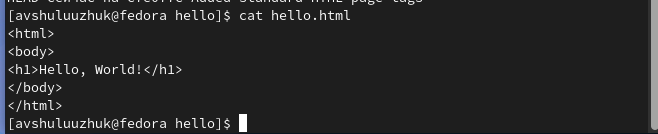 [avshuluuzhuk@fedora hello]$ cat hello.html
<html>
<body>
<h1>Hello, World!</h1>
</body>
</html>
[avshuluuzhuk@fedora hello]$